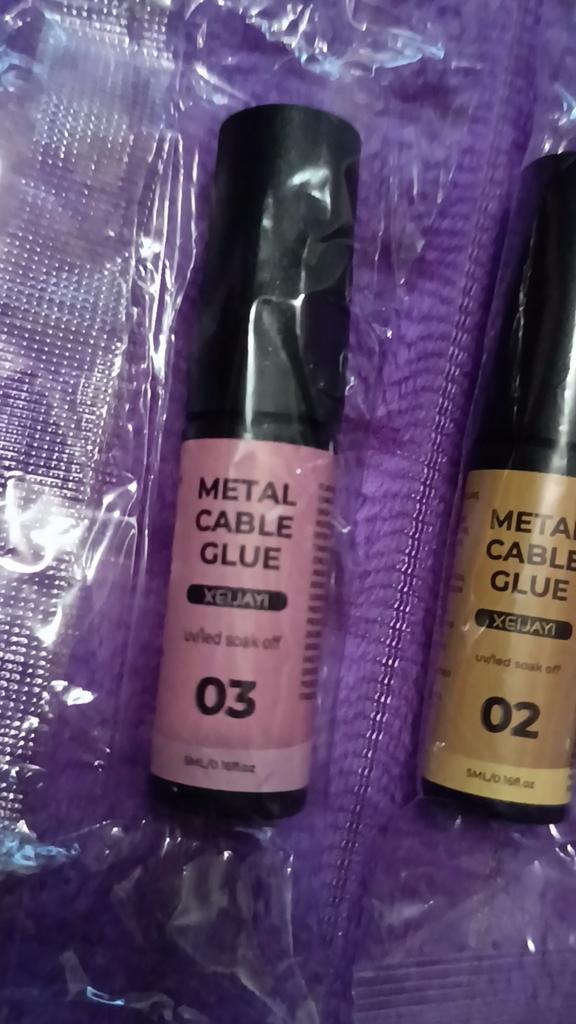 METAL
CABLE
GLUE
XEIJAYI
uv/led soak off
03
5ML/0.16fl.oz
METAL
CABLE
GLUE
XEIJAYI
uv/led soak off
02
5ML/0.16fl.oz